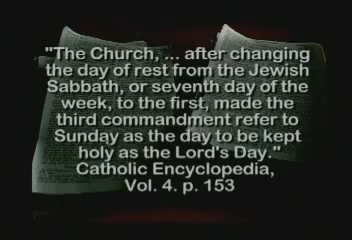 "The Church, ... after changing
the day of rest from the Jewish
Sabbath, or seventh day of the
week, to the first, made the
third commandment refer to
Sunday as the day to be kept
holy as the Lord's Day."
Catholic Encyclopedia,
Vol. 4. p. 153